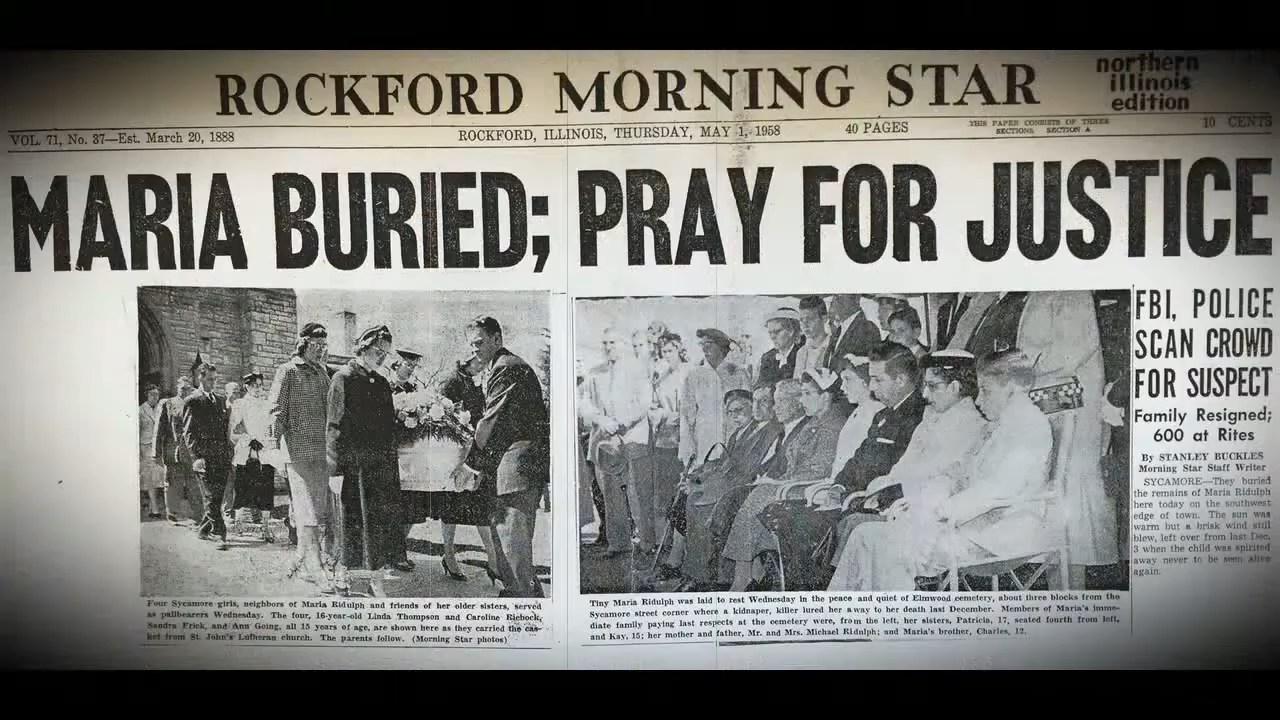 ROCKFORD MORNING STAR
northern
illinois
edition
VOL. 71, No. 37—Est. March 20, 1888
ROCKFORD, ILLINOIS, THURSDAY, MAY 1, 1958
40 PAGES
THIS PAPER CONSISTS OF THREE
SECTIONS SECTION A
10 CENTS
MARIA BURIED; PRAY FOR JUSTICE
Four Sycamore girls, neighbors of Maria Ridulph and friends of her older sisters, served
as pallbearers Wednesday. The four, 16-year-old Linda Thompson and Caroline Riebock,
Sandra Frick, and Ann Going, all 15 years of age, are shown here as they carried the cas-
ket from St. John's Lutheran church. The parents follow. (Morning Star photos)
Tiny Maria Ridulph was laid to rest Wednesday in the peace and quiet of Elmwood cemetery, about three blocks from the
Sycamore street corner where a kidnaper, killer lured her away to her death last December. Members of Maria's imme-
diate family paying last respects at the cemetery were, from the left, her sisters, Patricia, 17, seated fourth from left,
and Kay, 15; her mother and father, Mr. and Mrs. Michael Ridulph; and Maria's brother, Charles, 12.
FBI, POLICE
SCAN CROWD
FOR SUSPECT
Family Resigned;
600 at Rites
By STANLEY BUCKLES
Morning Star Staff Writer
SYCAMORE—They buried
the remains of Maria Ridulph
here today on the southwest
edge of town. The sun was
warm but a brisk wind still
blew, left over from last Dec.
3 when the child was spirited
away never to be seen alive
again.